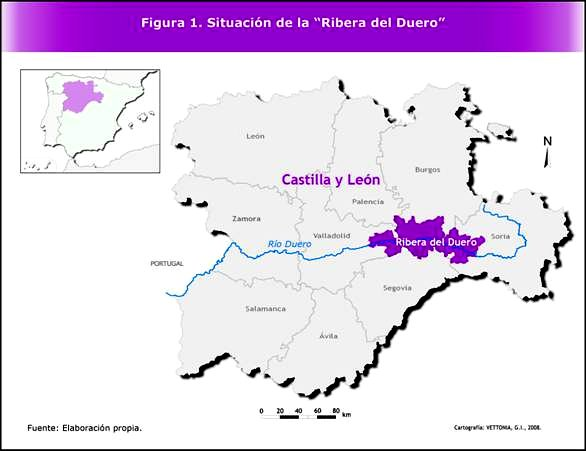 Figura 1. Situación de la “Ribera del Duero”
León
Burgos
N
Castilla y León
Palencia
Zamora
Valladolid
Ribera del Duero
Soria
Río Duero
PORTUGAL
Segovia
Salamanca
Ávila
0 20 40 60 80 km
Fuente: Elaboración propia.
Cartografía: VETTONIA, G.I., 2008.